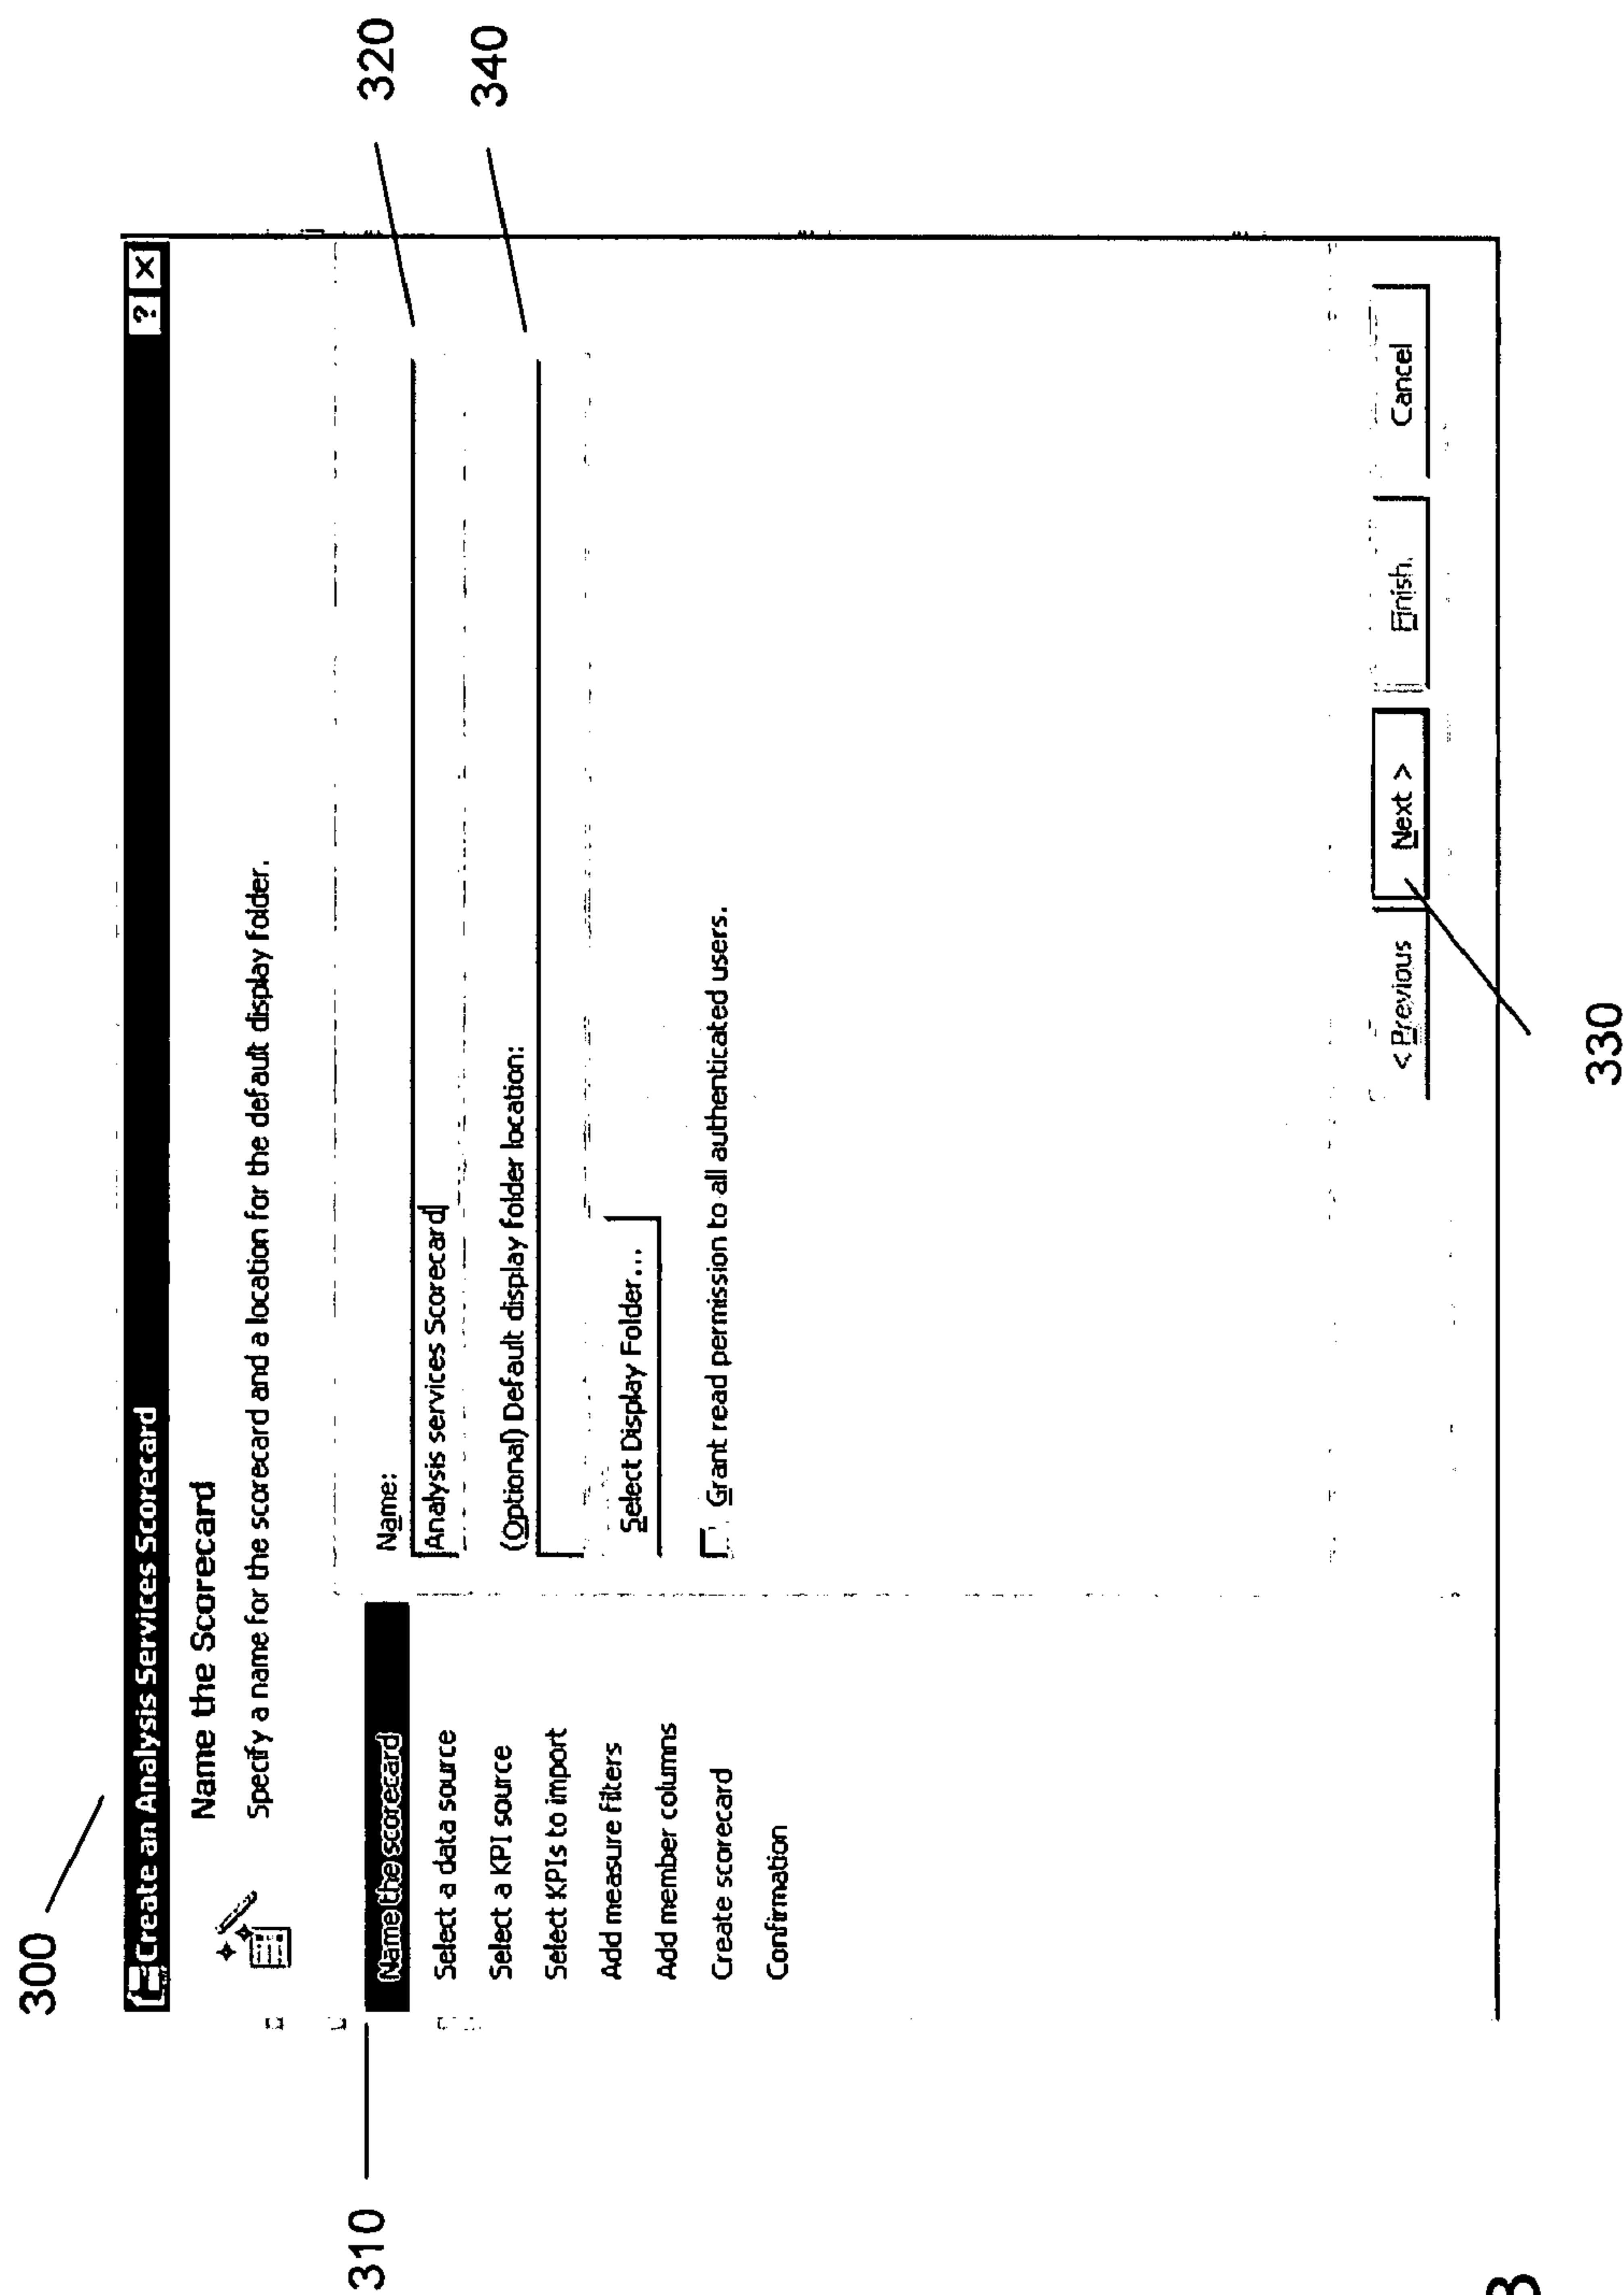 300
Create an Analysis Services Scorecard ? X
Name the Scorecard
Specify a name for the scorecard and a location for the default display folder.
310
Name the scorecard
Select a data source
Select a KPI source
Select KPIs to import
Add measure filters
Add member columns
Create scorecard
Confirmation
Name:
320
Analysis services Scorecard
(Optional) Default display folder location:
340
Select Display Folder...
Grant read permission to all authenticated users.
< Previous Next > Finish Cancel
330
3